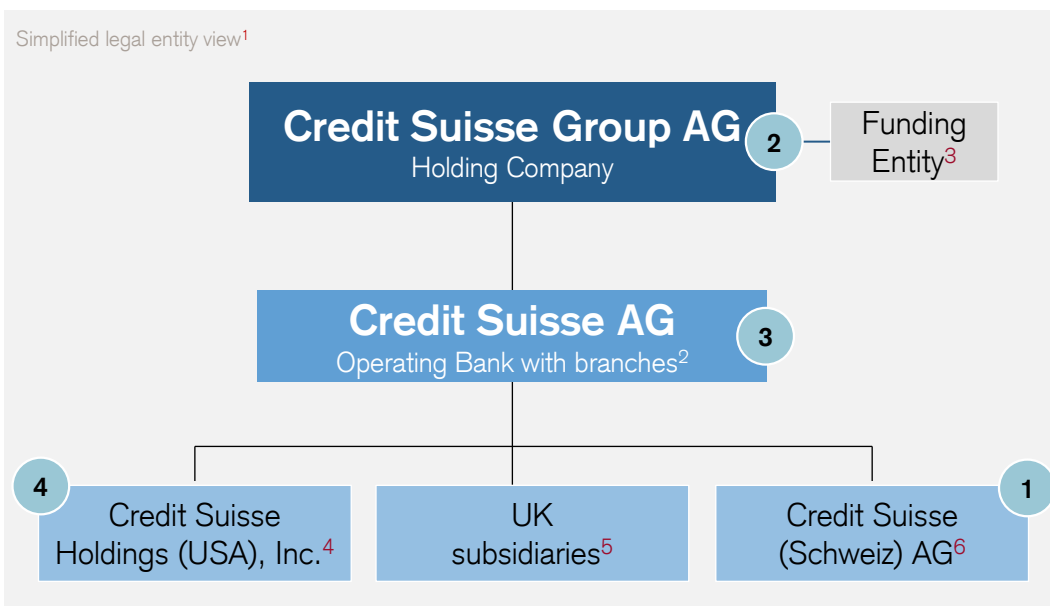 Simplified legal entity view1
Credit Suisse Group AG
Holding Company
2
Funding
Entity3
Credit Suisse AG
Operating Bank with branches2
3
4
Credit Suisse
Holdings (USA), Inc.4
UK
subsidiaries5
1
Credit Suisse
(Schweiz) AG6